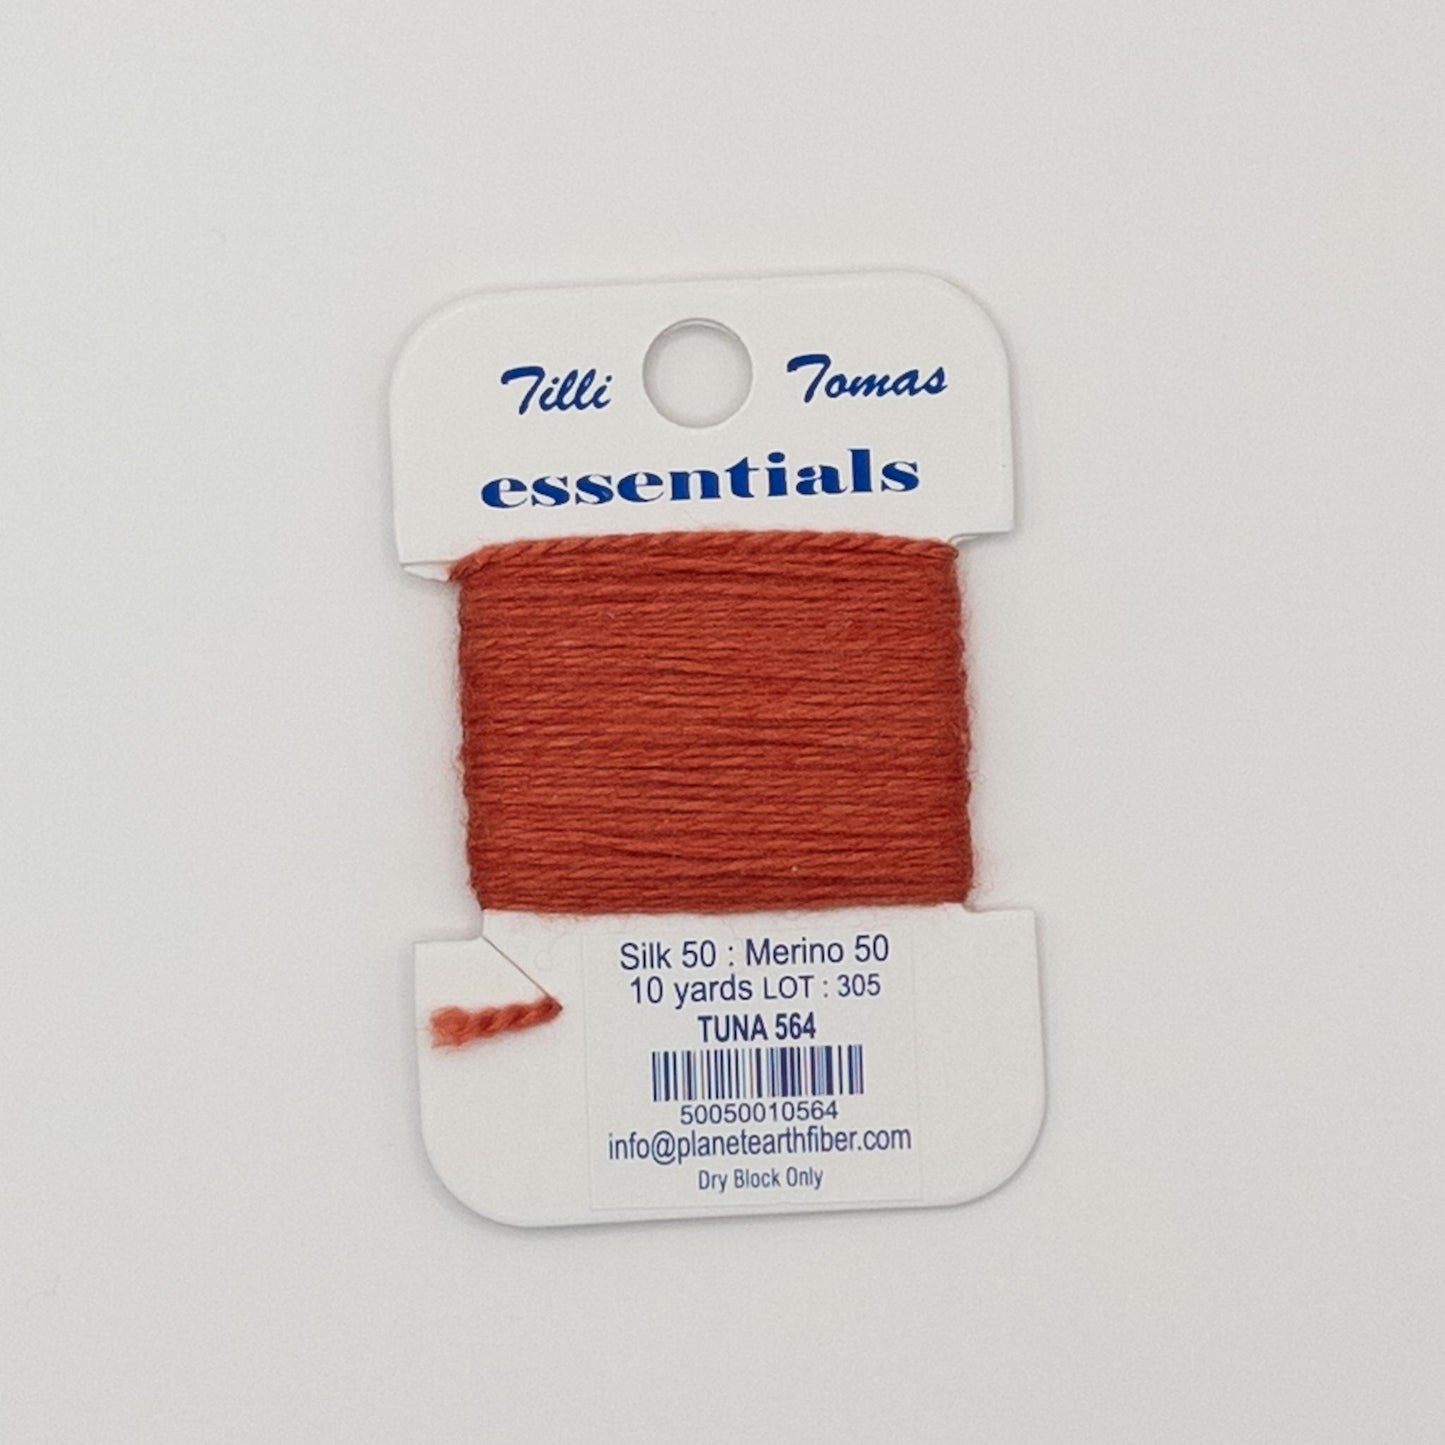 Tilli Tomas
essentials
Silk 50 : Merino 50
10 yards LOT : 305
TUNA 564
50050010564
info@planetearthfiber.com
Dry Block Only